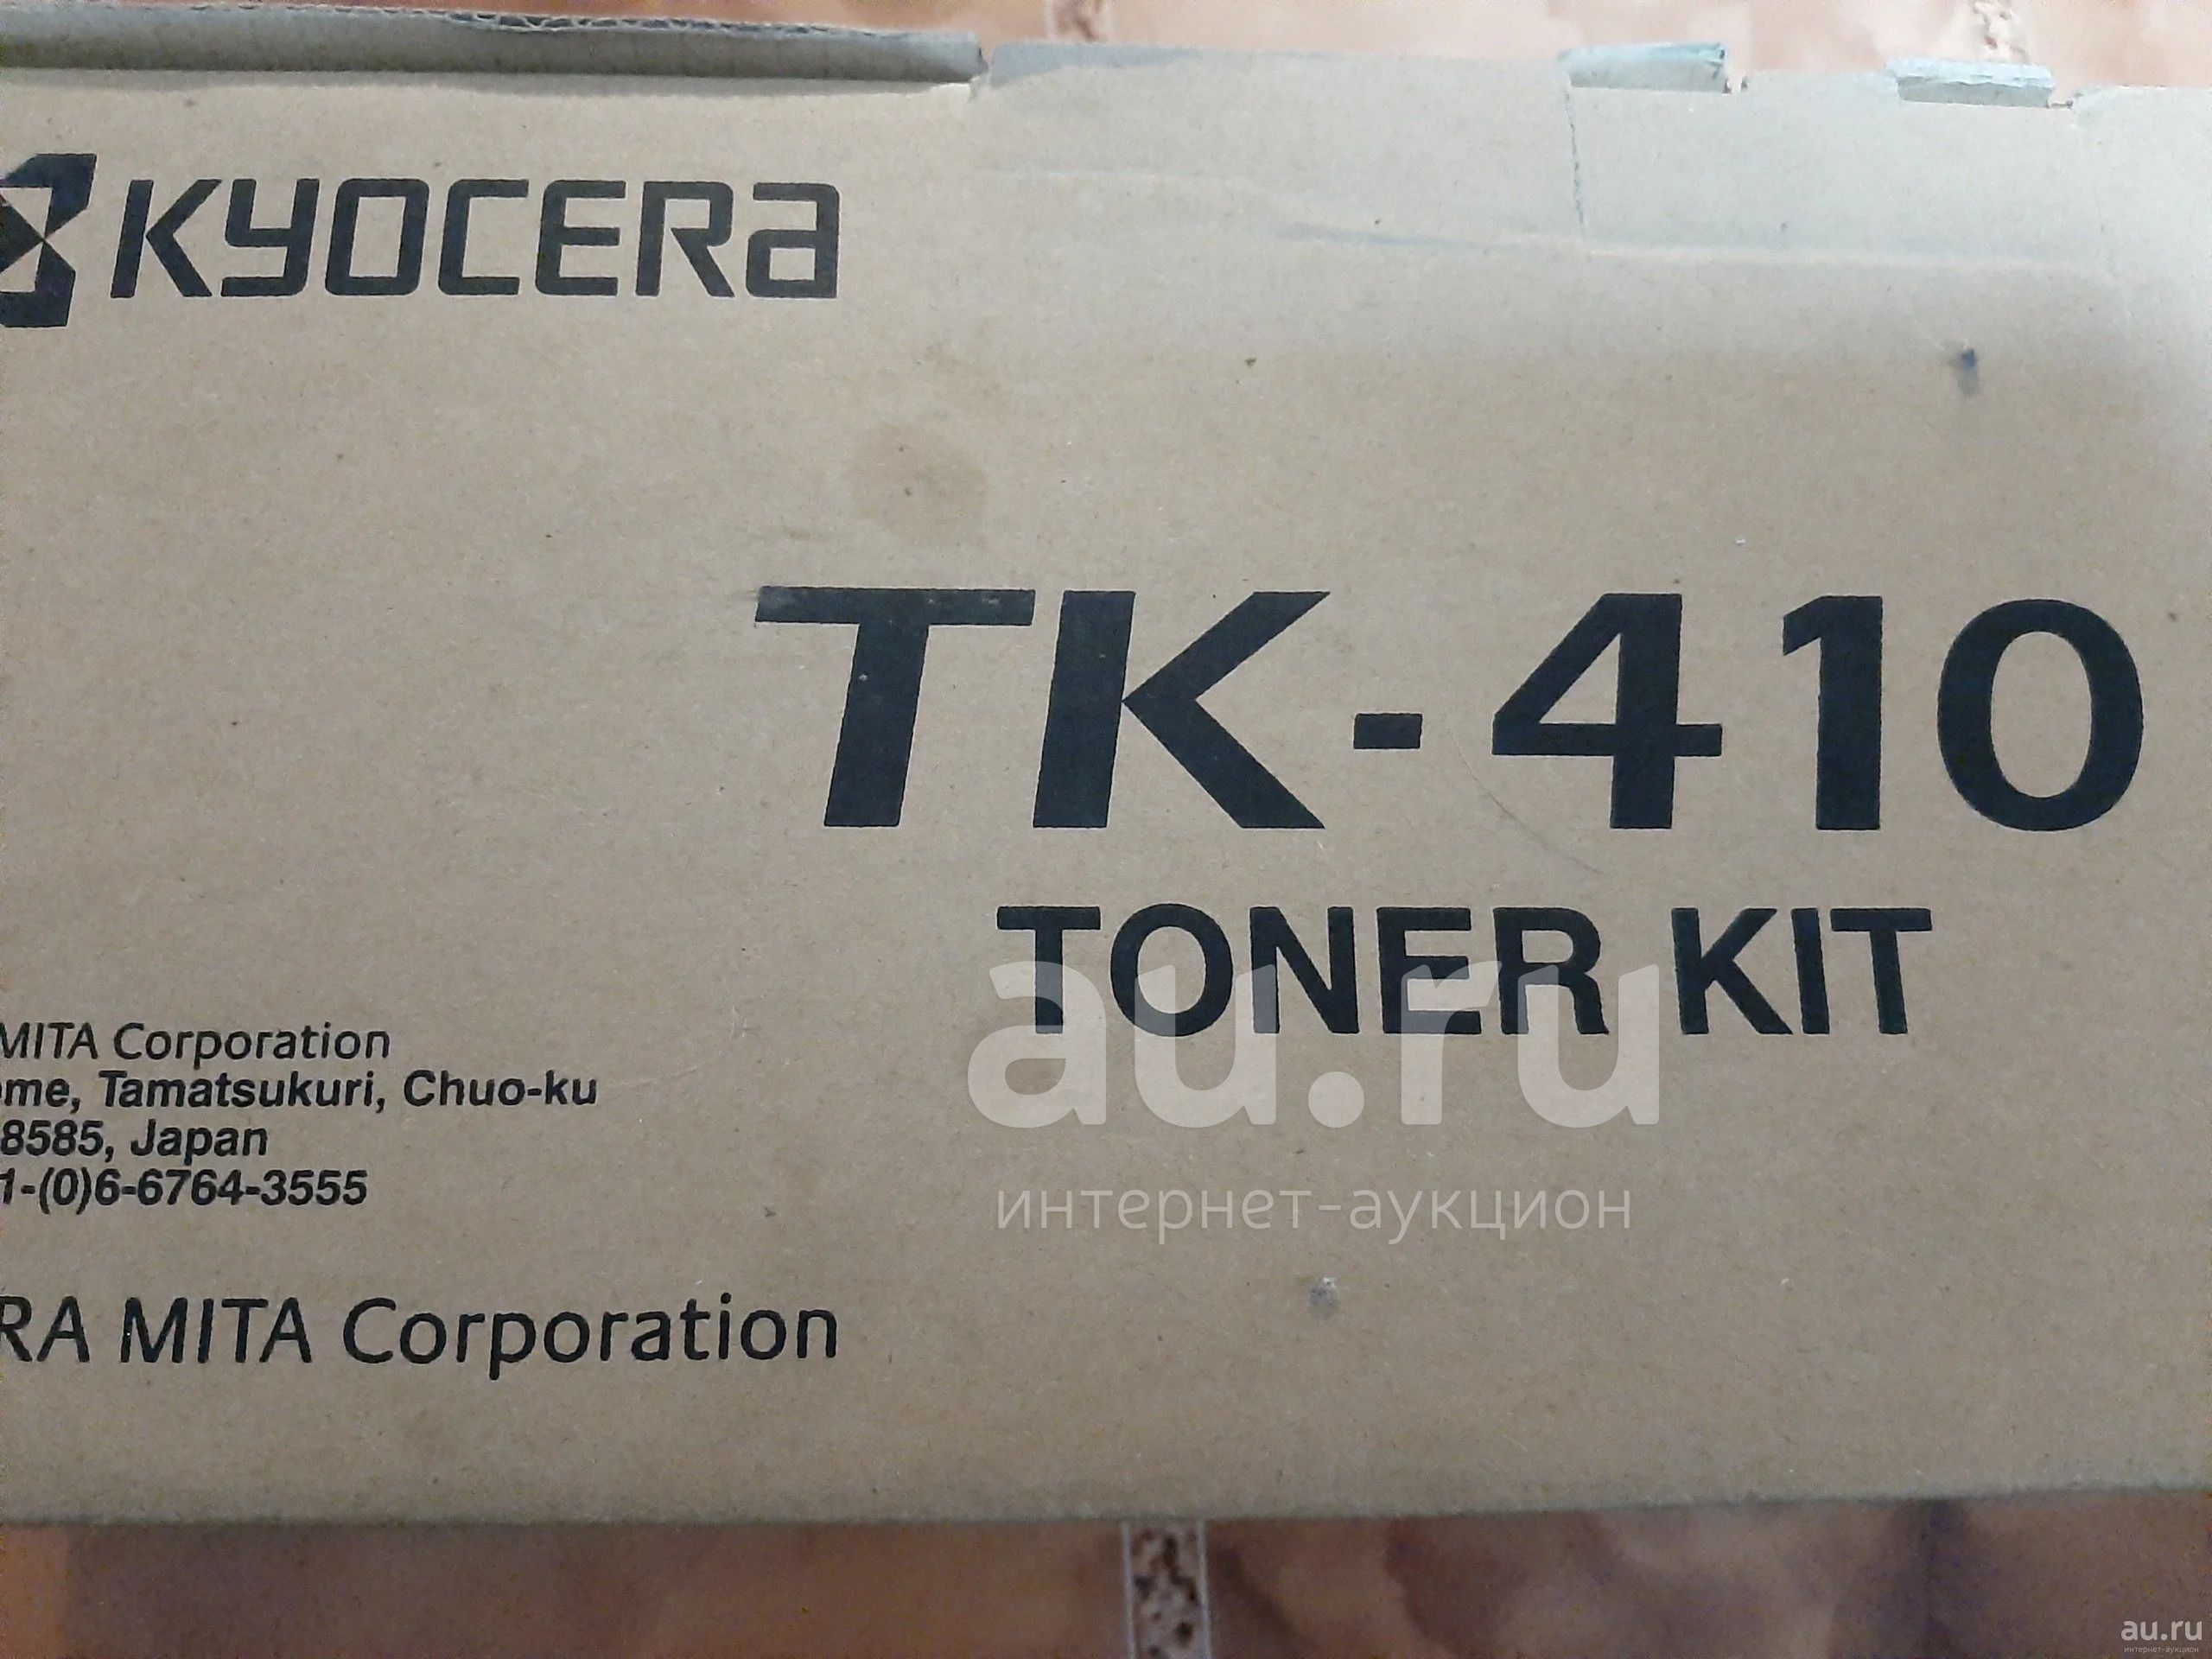 KYOCERA
TK-410
TONER KIT
MITA Corporation
ome, Tamatsukuri, Chuo-ku
8585, Japan
1-(0)6-6764-3555
RA MITA Corporation
au.ru
интернет-аукцион
au.ru
интернет-аукцион